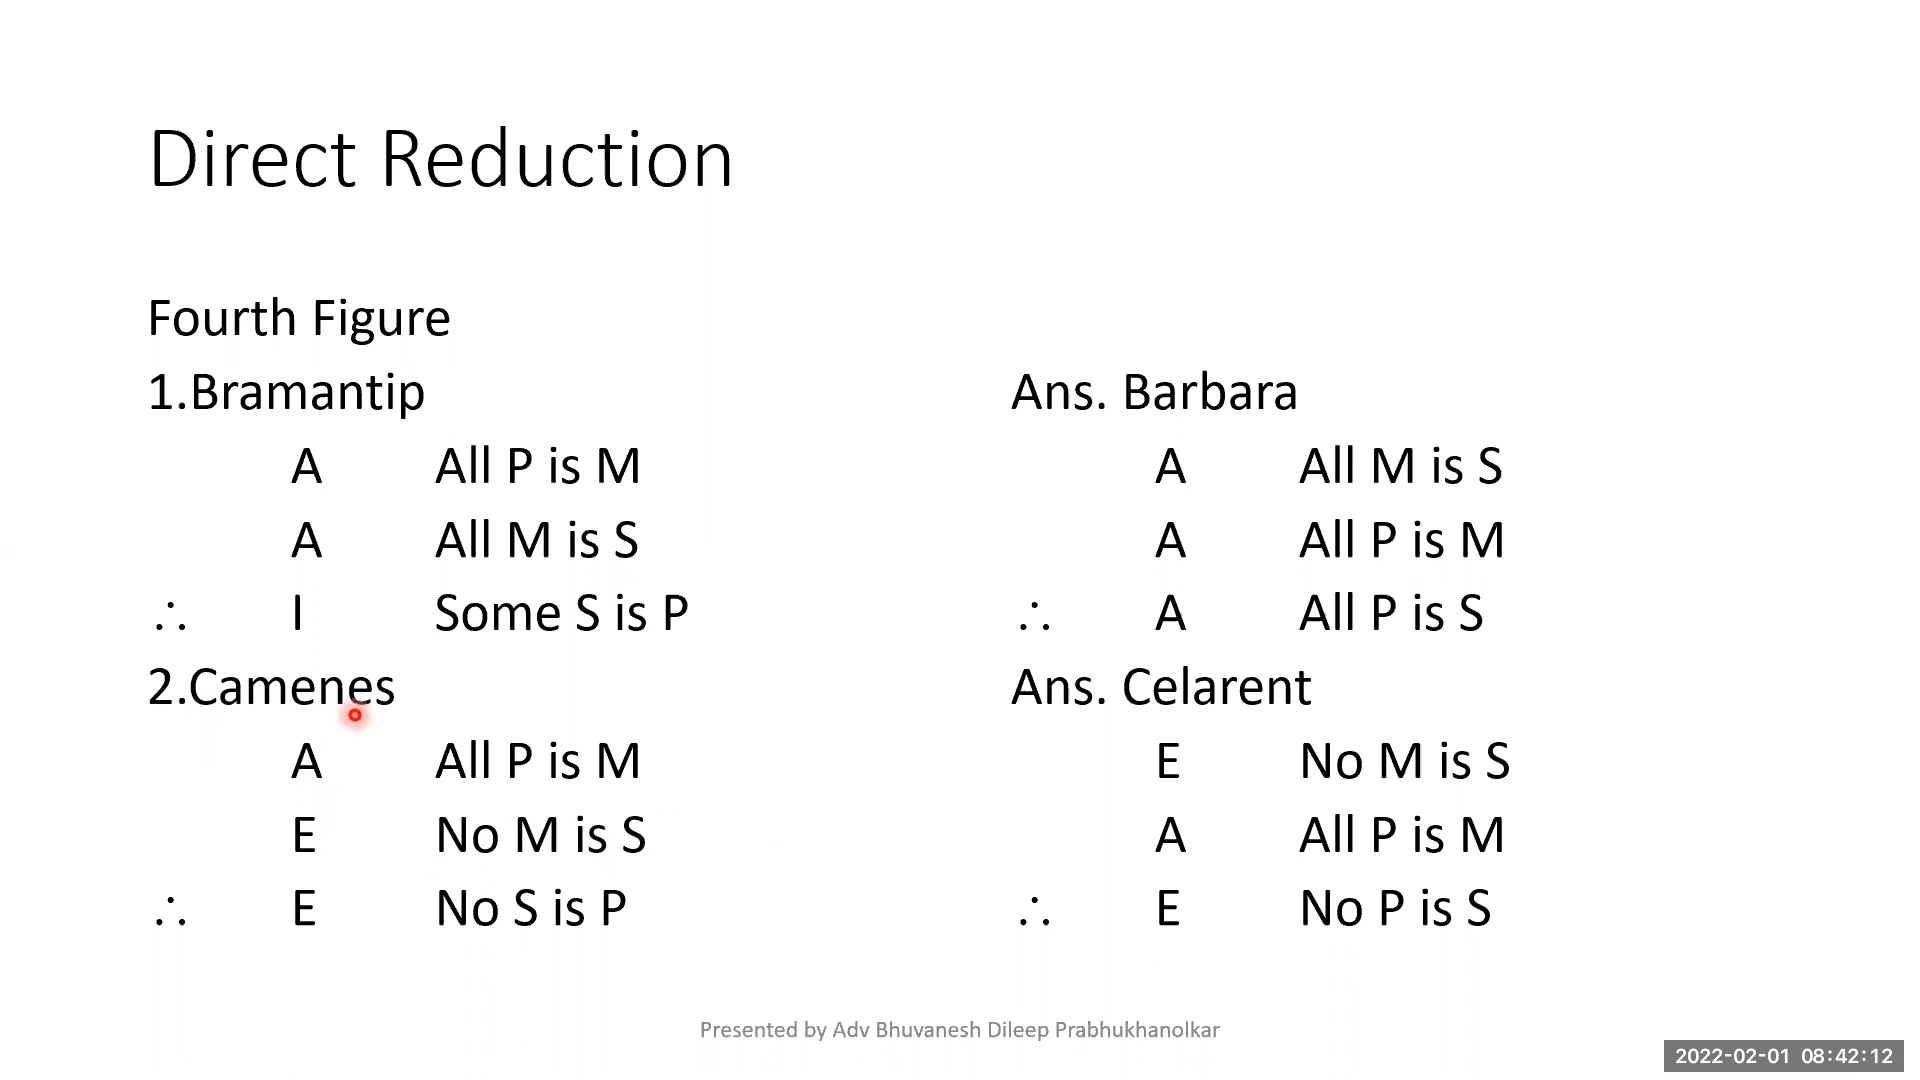 Direct Reduction
Fourth Figure
1.Bramantip
A All P is M
A All M is S
∴ I Some S is P
2.Camenes
A All P is M
E No M is S
∴ E No S is P
Ans. Barbara
A All M is S
A All P is M
∴ A All P is S
Ans. Celarent
E No M is S
A All P is M
∴ E No P is S
Presented by Adv Bhuvanesh Dileep Prabhukhanolkar
2022-02-01 08:42:12